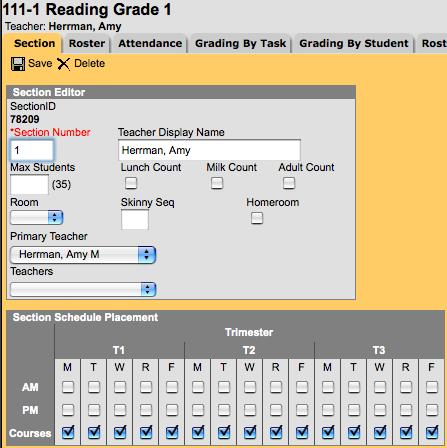 111-1 Reading Grade 1
Teacher: Herrman, Amy
Section Roster Attendance Grading By Task Grading By Student Rost
Save Delete
Section Editor
SectionID
78209
*Section Number Teacher Display Name
1 Herrman, Amy
Max Students Lunch Count Milk Count Adult Count
(35)
Room Skinny Seq Homeroom
Primary Teacher
Herrman, Amy M
Teachers
Section Schedule Placement
Trimester
T1 T2 T3
M T W R F M T W R F M T W R F
AM
PM
Courses